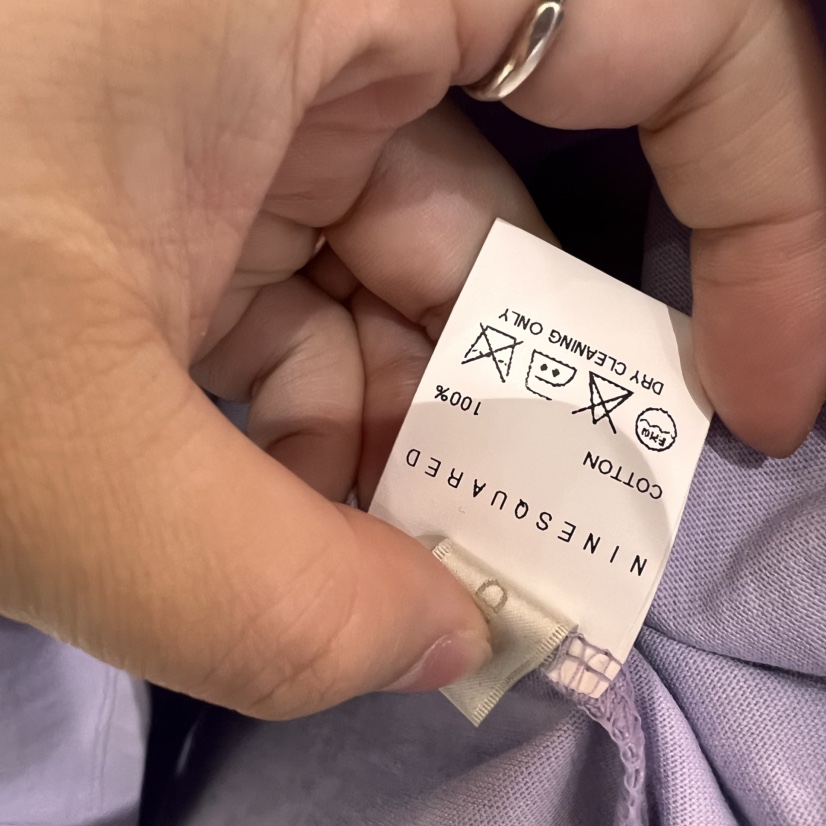 NINESQUARED
COTTON 100%
DRY CLEANING ONLY